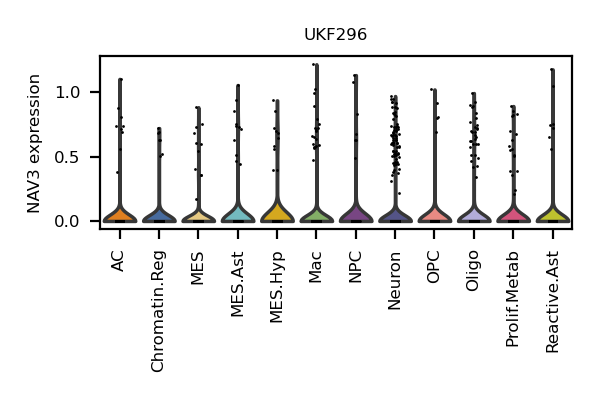 UKF296
NAV3 expression
1.0
0.5
0.0
AC
Chromatin.Reg
MES
MES.Ast
MES.Hyp
Mac
NPC
Neuron
OPC
Oligo
Prolif.Metab
Reactive.Ast